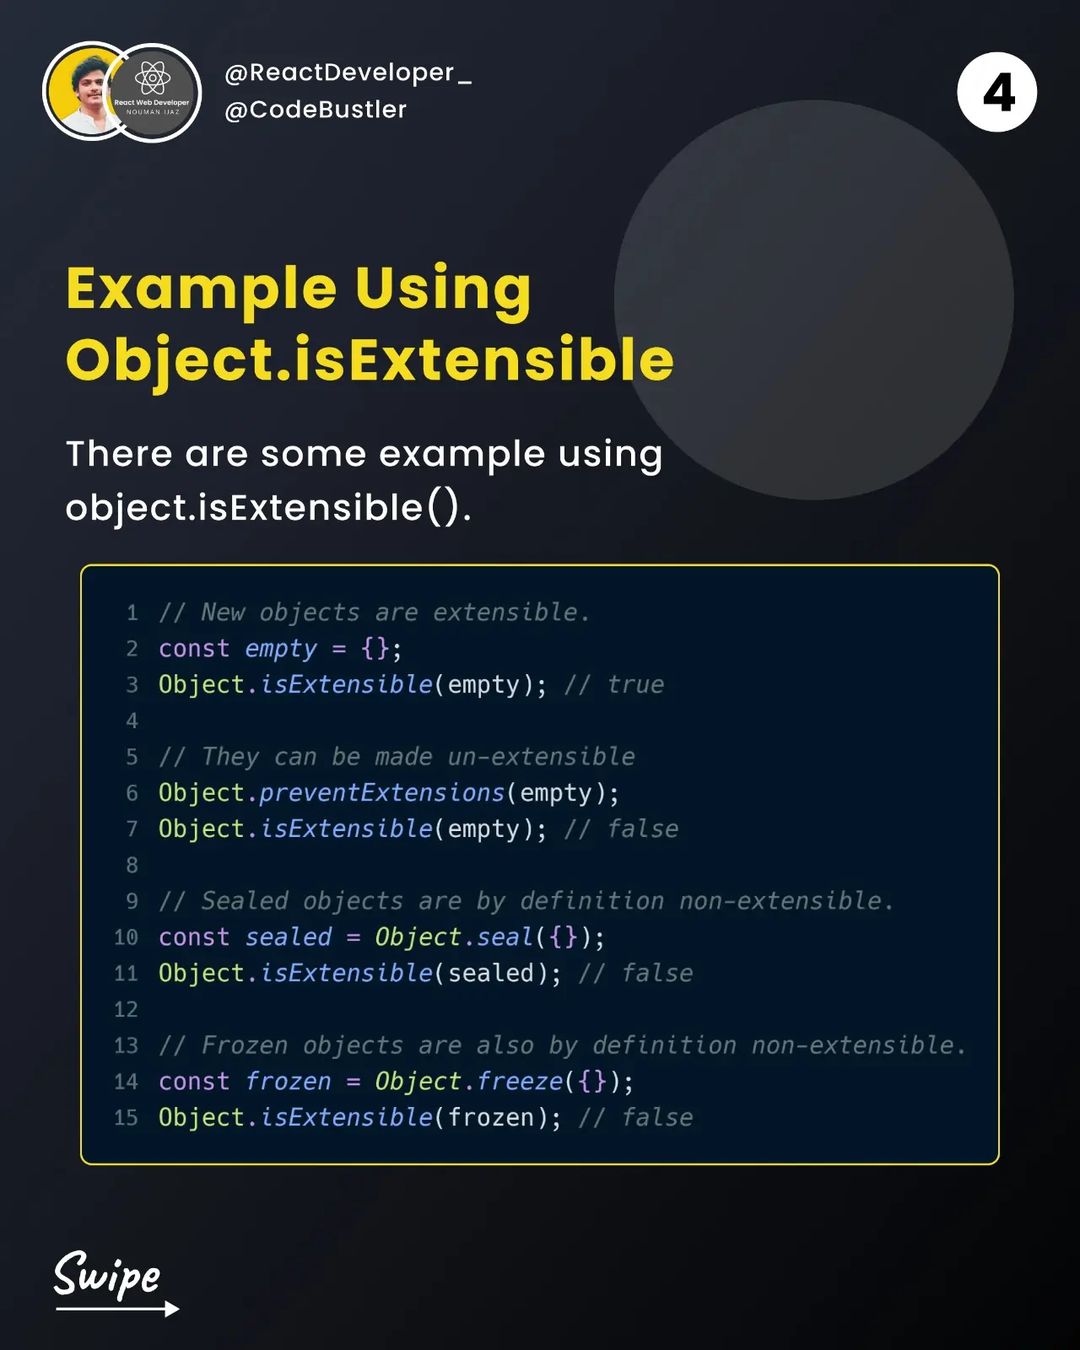 @ReactDeveloper_
@CodeBustler
React Web Developer
NOUMAN IJAZ
4
Example Using
Object.isExtensible
There are some example using
object.isExtensible().
1 // New objects are extensible.
2 const empty = {};
3 Object.isExtensible(empty); // true
4
5 // They can be made un-extensible
6 Object.preventExtensions(empty);
7 Object.isExtensible(empty); // false
8
9 // Sealed objects are by definition non-extensible.
10 const sealed = Object.seal({});
11 Object.isExtensible(sealed); // false
12
13 // Frozen objects are also by definition non-extensible.
14 const frozen = Object.freeze({});
15 Object.isExtensible(frozen); // false
Swipe